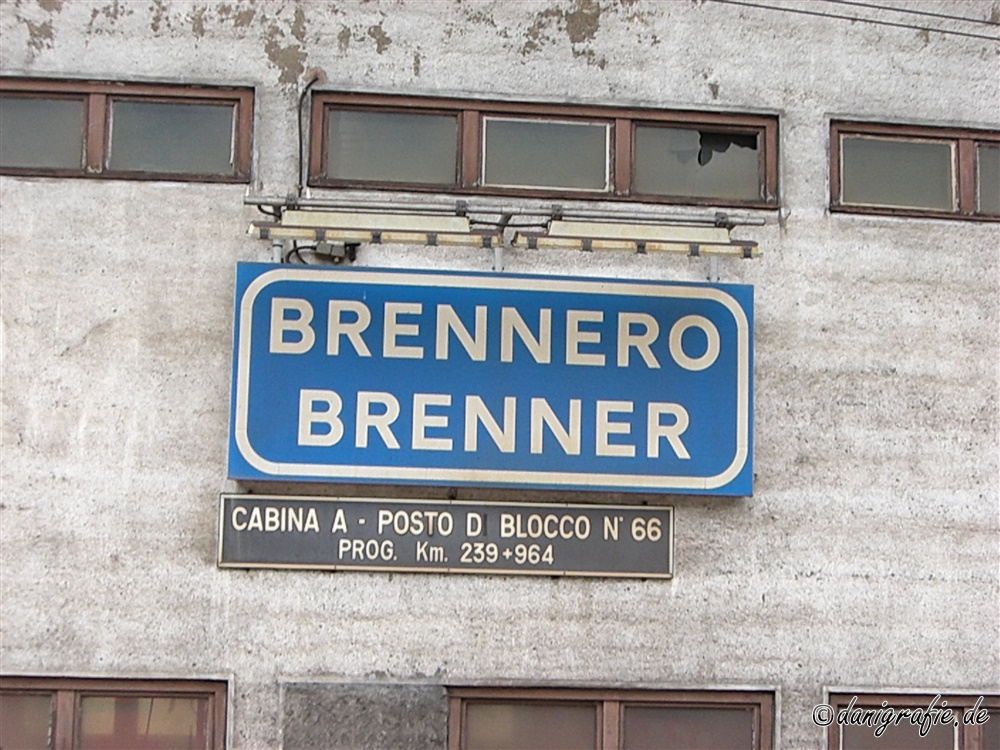 BRENNERO
BRENNER
CABINA A - POSTO D BLOCCO N° 66
PROG. Km. 239+964
© danigrafie.de